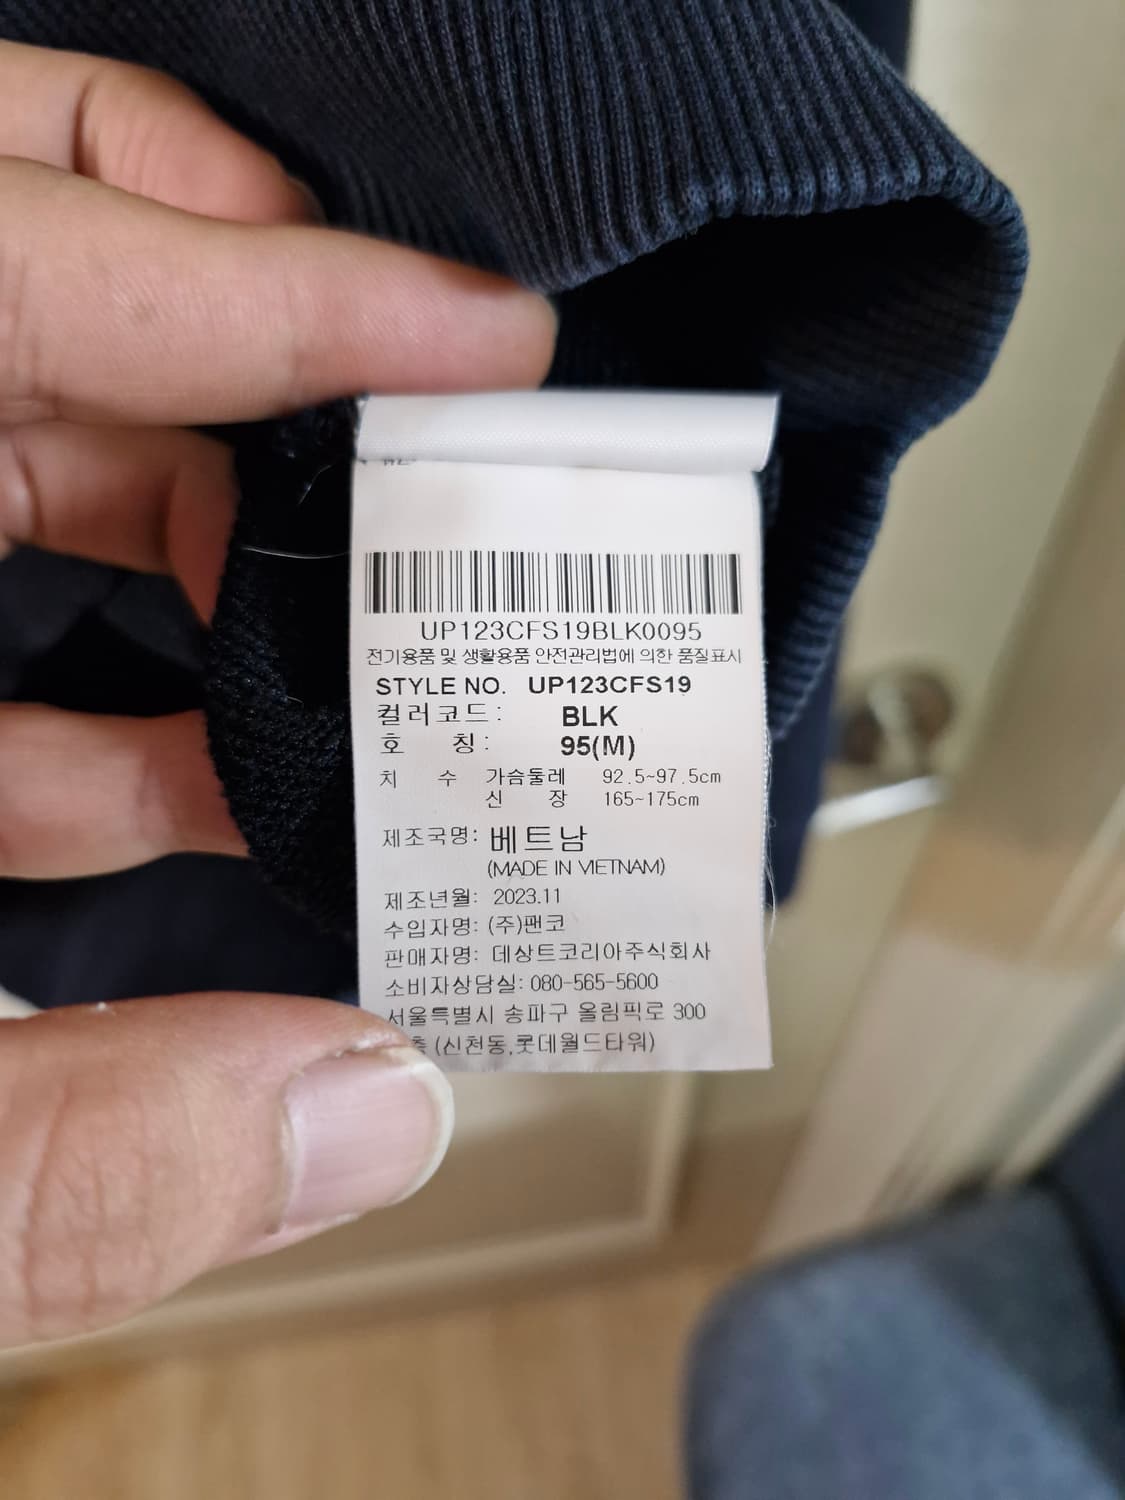 UP123CFS19BLK0095
전기용품 및 생활용품 안전관리법에 의한 품질표시
STYLE NO. UP123CFS19
컬러코드: BLK
호 칭: 95(M)
치 수 가슴둘레 92.5~97.5cm
신 장 165~175cm
제조국명: 베트남
(MADE IN VIETNAM)
제조년월: 2023.11
수입자명: (주)팬코
판매자명: 데상트코리아주식회사
소비자상담실: 080-565-5600
서울특별시 송파구 올림픽로 300
층 (신천동,롯데월드타워)